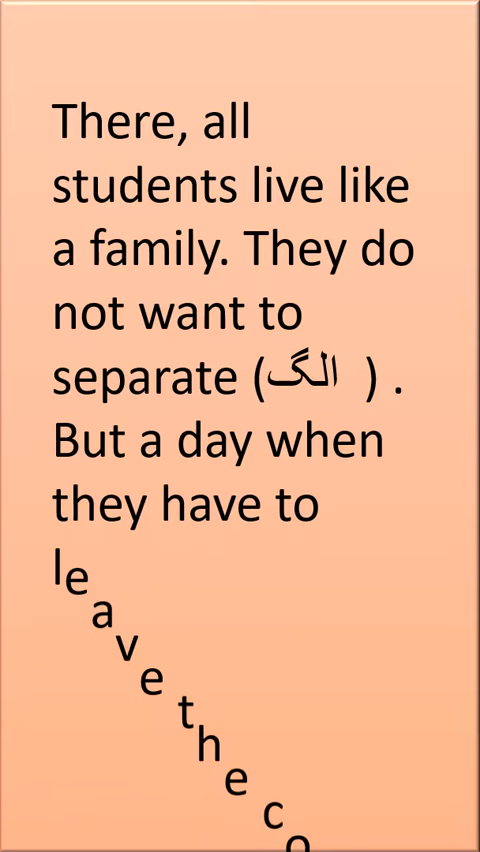 There, all
students live like
a family. They do
not want to
separate (الگ ) .
But a day when
they have to
leave the co